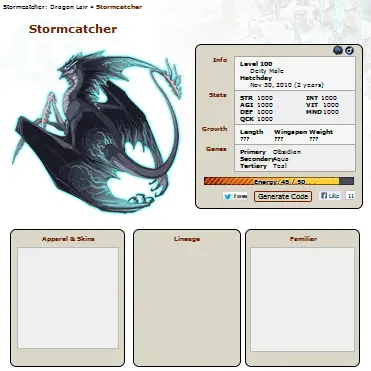 Stormcatcher: Dragon Lair » Stormcatcher
Stormcatcher
Info
Level 100
Deity Male
Hatchday
Nov 30, 2010 (2 years)
Stats
STR 1000 INT 1000
AGI 1000 VIT 1000
DEF 1000 MND 1000
QCK 1000
Growth
Length Wingspan Weight
??? ??? ???
Genes
Primary Obsidian
Secondary Aqua
Tertiary Teal
Energy: 45 / 50
Tweet
Generate Code
Like
11
Apparel & Skins
Lineage
Familiar